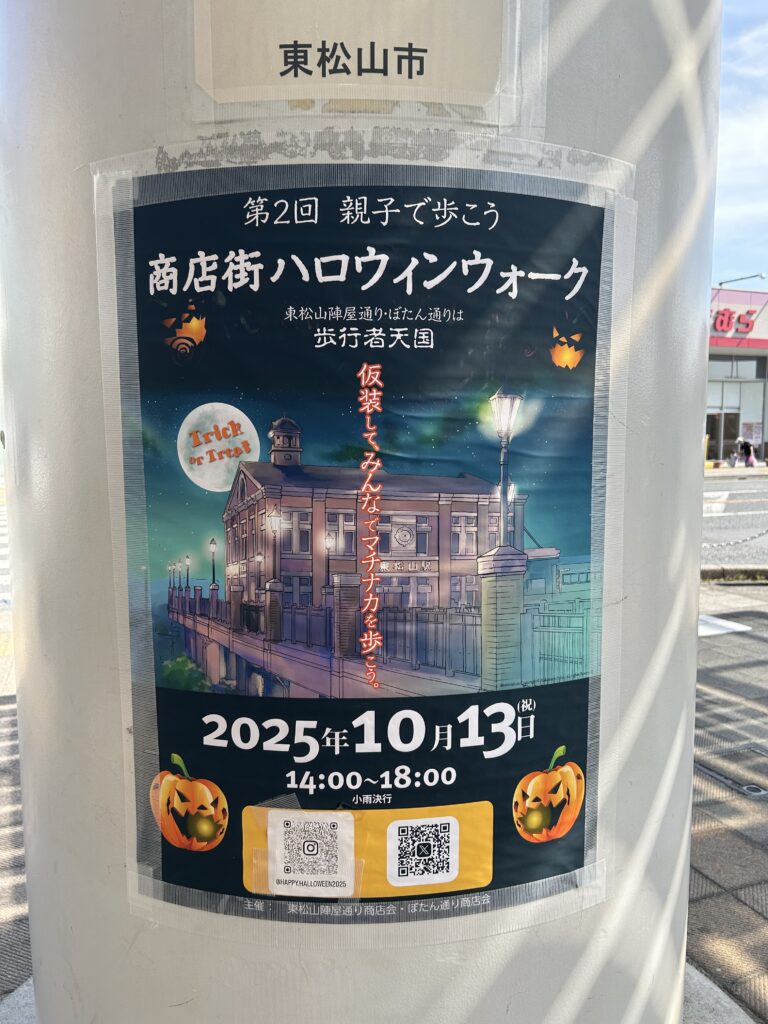 東松山市
第2回 親子で歩こう
商店街ハロウィンウォーク
東松山陣屋通り・ぼたん通りは
歩行者天国
仮装して、みんなでマチナカを歩こう。
Trick
or Treat
東松山駅
むら
2025年10月13日(祝)
14:00~18:00
小雨決行
@HAPPY.HALLOWEEN2025
主催： 東松山陣屋通り商店会・ぼたん通り商店会